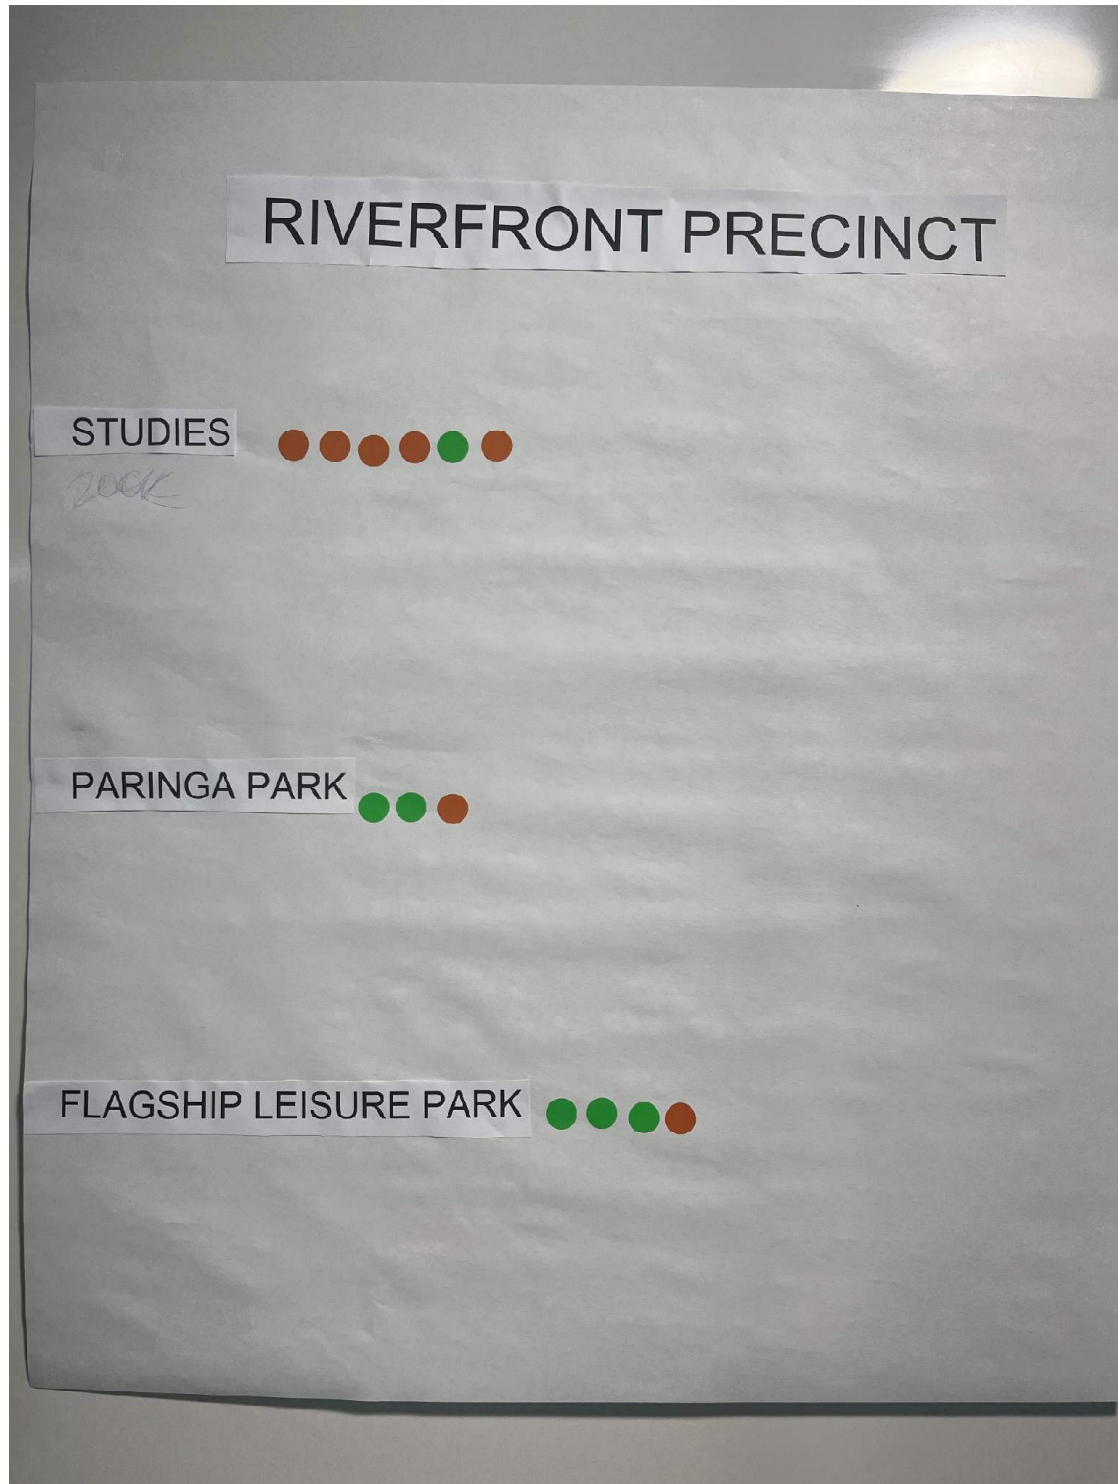 RIVERFRONT PRECINCT
STUDIES
200K
PARINGA PARK
FLAGSHIP LEISURE PARK